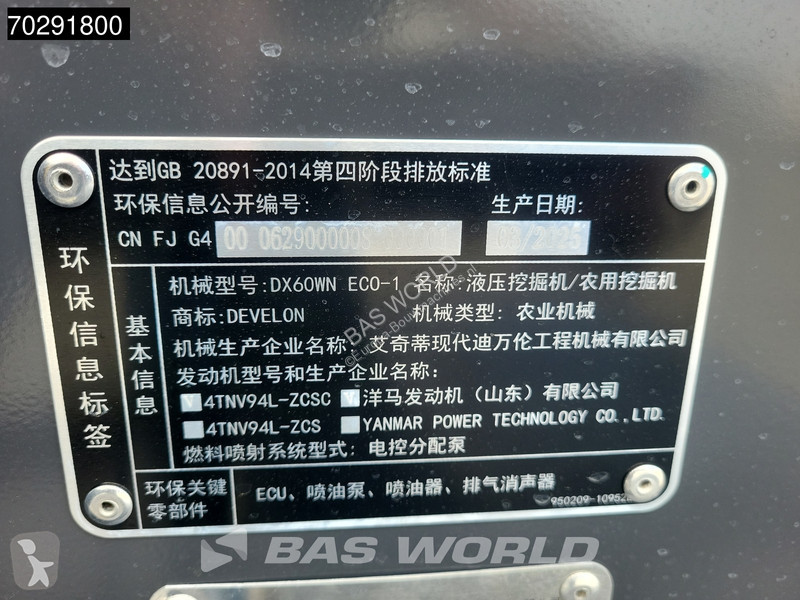 70291800
达到GB 20891-2014第四阶段排放标准
环保信息公开编号: 生产日期:
CN FJ G4 00
环保信息标签
基本信息
机械型号:DX60WN ECO-1 名称:液压挖掘机/农用挖掘机
商标:DEVELON 机械类型: 农业机械
机械生产企业名称: 艾奇蒂现代迪万伦工程机械有限公司
发动机型号和生产企业名称:
4TNV94L-ZCSC 洋马发动机(山东)有限公司
4TNV94L-ZCS YANMAR POWER TECHNOLOGY CO.,LTD.
燃料喷射系统型式: 电控分配泵
环保关键零部件
ECU、喷油泵、喷油器、排气消声器
BAS WORLD
BAS WORLD